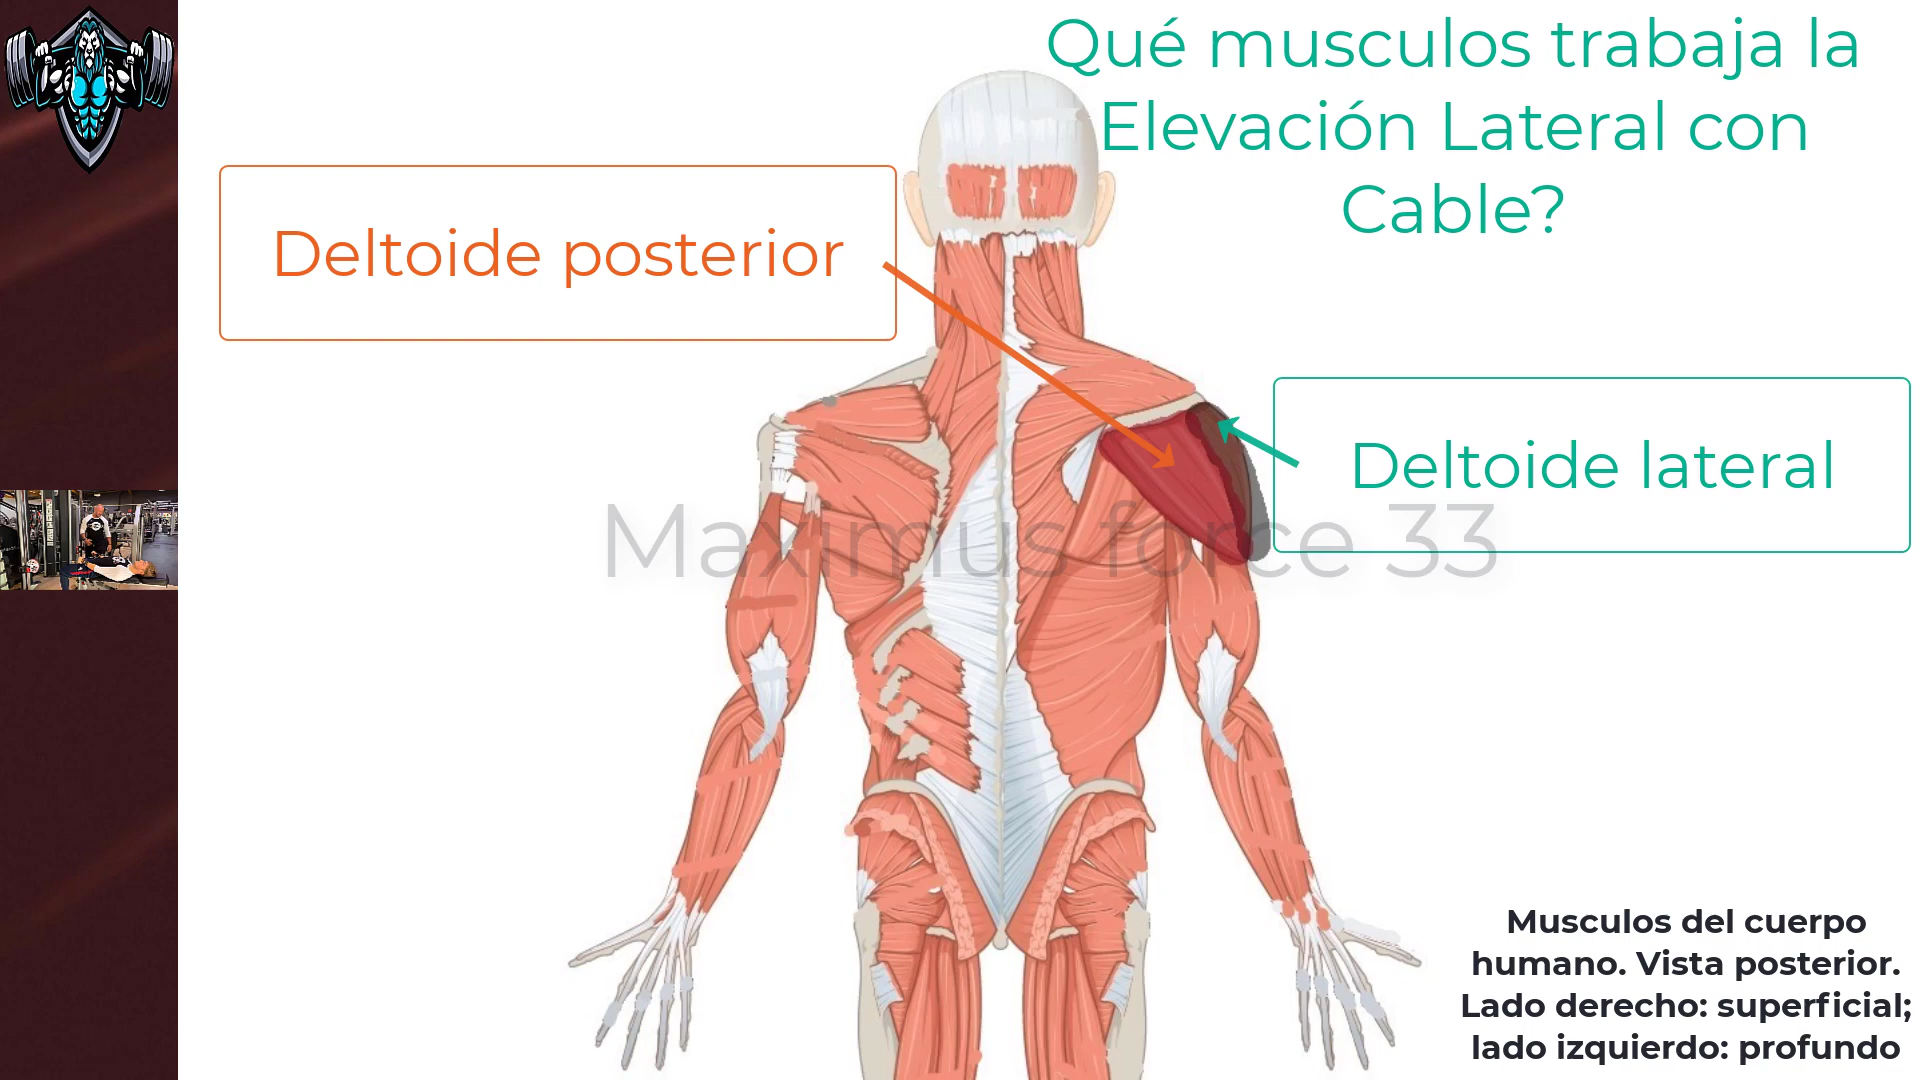 Qué musculos trabaja la
Elevación Lateral con
Cable?
Deltoide posterior
Deltoide lateral
Maximus force 33
Musculos del cuerpo
humano. Vista posterior.
Lado derecho: superficial;
lado izquierdo: profundo